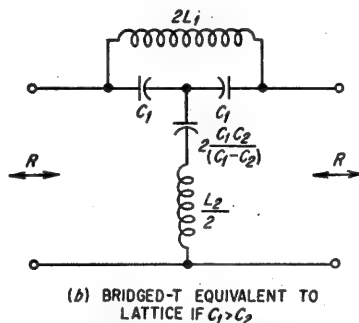 2L₁
C₁ C₁
2 C₁C₂/(C₁-C₂)
R R
L₂/2
(b) BRIDGED-T EQUIVALENT TO
LATTICE IF C₁>C₂